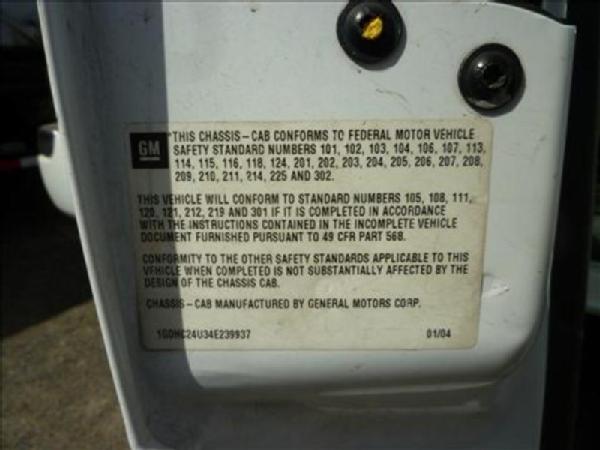 GM
*THIS CHASSIS-CAB CONFORMS TO FEDERAL MOTOR VEHICLE
SAFETY STANDARD NUMBERS 101, 102, 103, 104, 106, 107, 113,
114, 115, 116, 118, 124, 201, 202, 203, 204, 205, 206, 207, 208,
209, 210, 211, 214, 225 AND 302.
THIS VEHICLE WILL CONFORM TO STANDARD NUMBERS 105, 108, 111,
120, 121, 212, 219 AND 301 IF IT IS COMPLETED IN ACCORDANCE
WITH THE INSTRUCTIONS CONTAINED IN THE INCOMPLETE VEHICLE
DOCUMENT FURNISHED PURSUANT TO 49 CFR PART 568.
CONFORMITY TO THE OTHER SAFETY STANDARDS APPLICABLE TO THIS
VEHICLE WHEN COMPLETED IS NOT SUBSTANTIALLY AFFECTED BY THE
DESIGN OF THE CHASSIS CAB.
CHASSIS-CAB MANUFACTURED BY GENERAL MOTORS CORP.
1GDHC24U34E239937 01/04